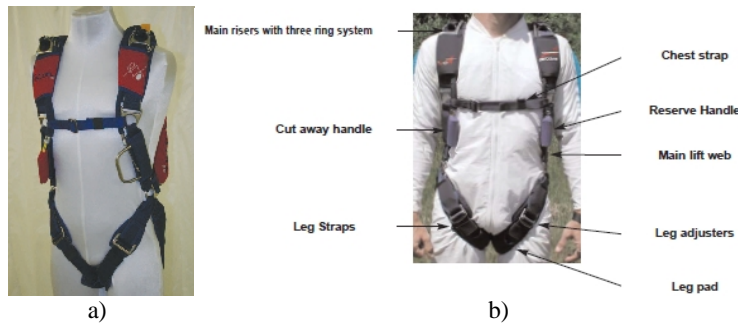 Main risers with three ring system
Chest strap
Reserve Handle
Cut away handle
Main lift web
Leg Straps
Leg adjusters
Leg pad
a)
b)